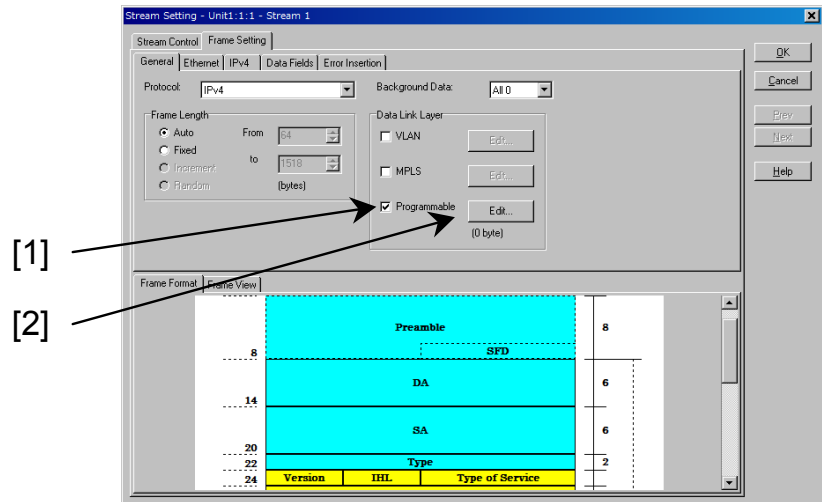 Stream Setting - Unit1:1:1 - Stream 1
Stream Control Frame Setting
General Ethernet IPv4 Data Fields Error Insertion
Protocol: IPv4 Background Data: All 0
Frame Length
Auto From 64
Fixed
Increment to 1518
Random (bytes)
Data Link Layer
VLAN Edit...
MPLS Edit...
Programmable Edit...
(0 byte)
OK
Cancel
Prev
Next
Help
[1]
[2]
Frame Format Frame View
Preamble 8
8 SFD
DA 6
14
SA 6
20
22 Type 2
24 Version IHL Type of Service